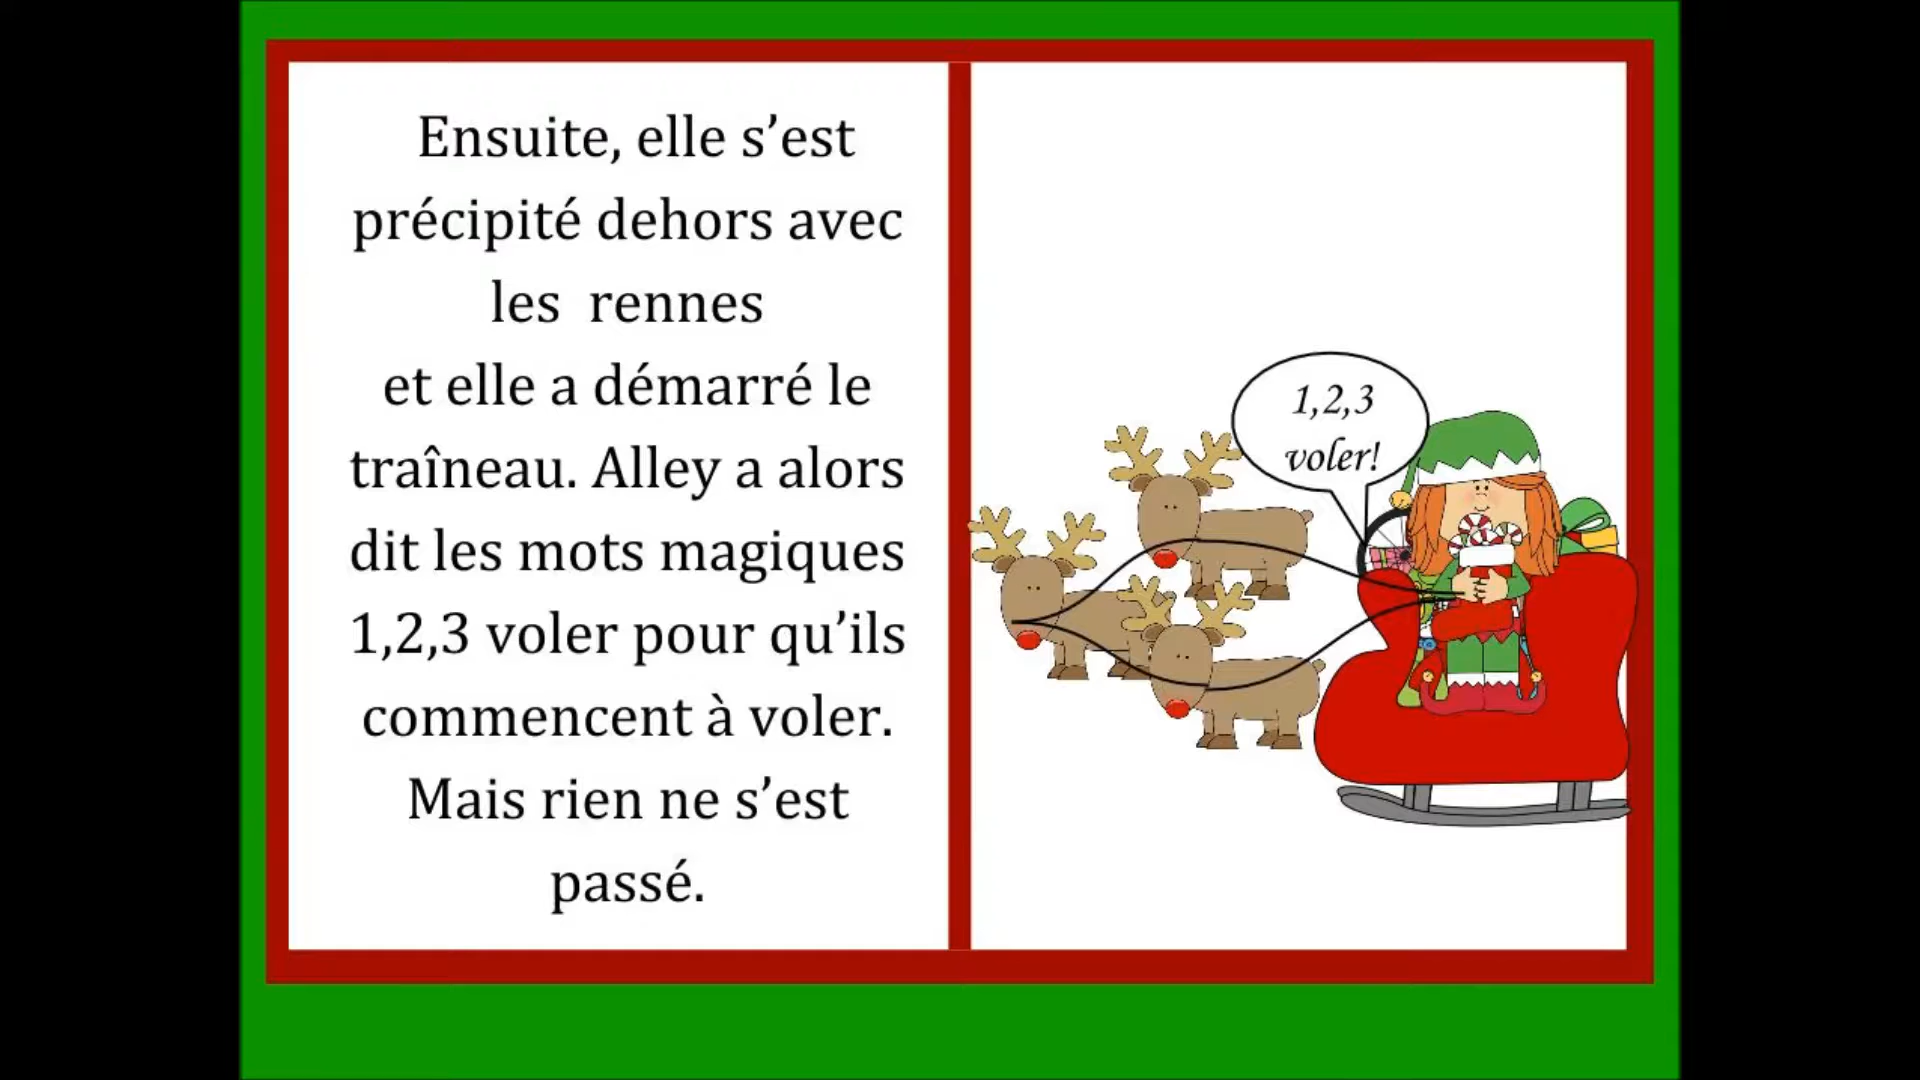 Ensuite, elle s’est
précipité dehors avec
les  rennes
et elle a démarré le
traîneau. Alley a alors
dit les mots magiques
1,2,3 voler pour qu’ils
commencent à voler.
Mais rien ne s’est
passé.
1,2,3
voler!